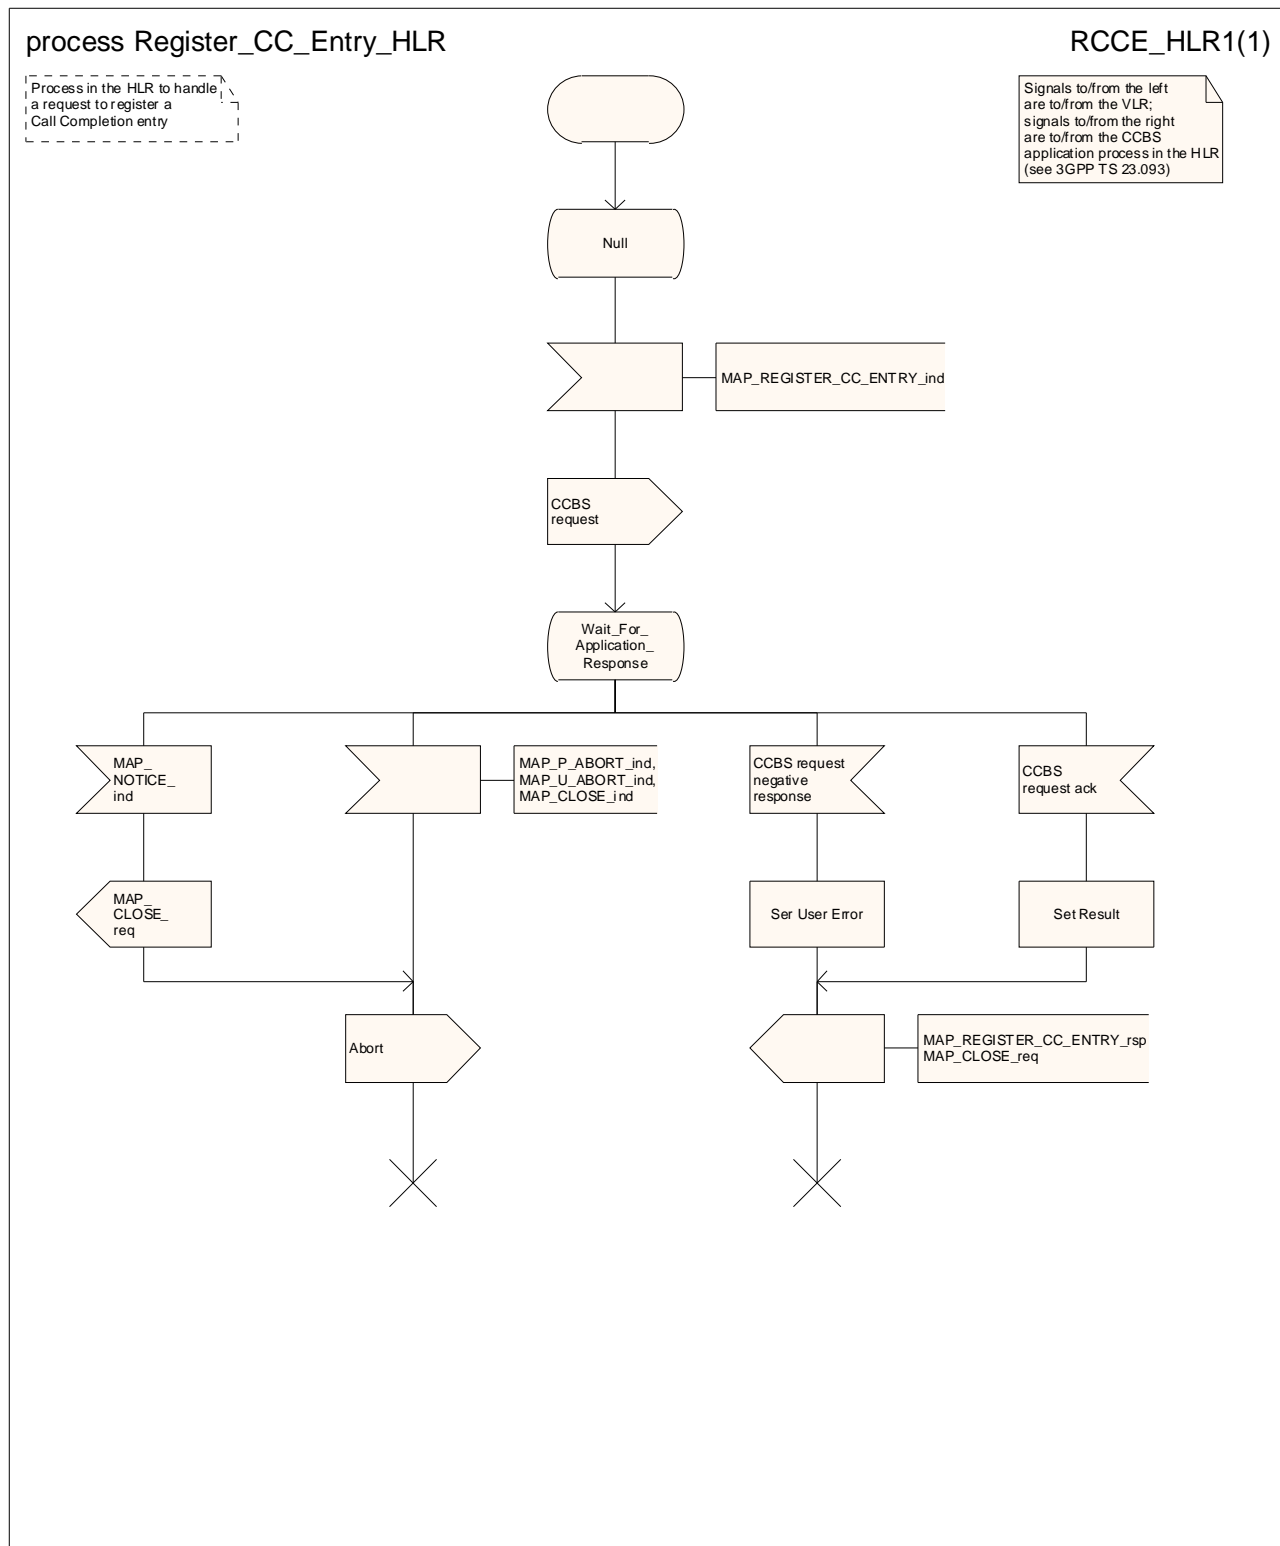 process Register_CC_Entry_HLR
RCCE_HLR1(1)
Process in the HLR to handle
a request to register a
Call Completion entry
Signals to/from the left
are to/from the VLR;
signals to/from the right
are to/from the CCBS
application process in the HLR
(see 3GPP TS 23.093)
Null
MAP_REGISTER_CC_ENTRY_ind
CCBS
request
Wait_For_
Application_
Response
MAP_
NOTICE_
ind
MAP_P_ABORT_ind,
MAP_U_ABORT_ind,
MAP_CLOSE_ind
CCBS request
negative
response
CCBS
request ack
MAP_
CLOSE_
req
Ser User Error
Set Result
Abort
MAP_REGISTER_CC_ENTRY_rsp
MAP_CLOSE_req